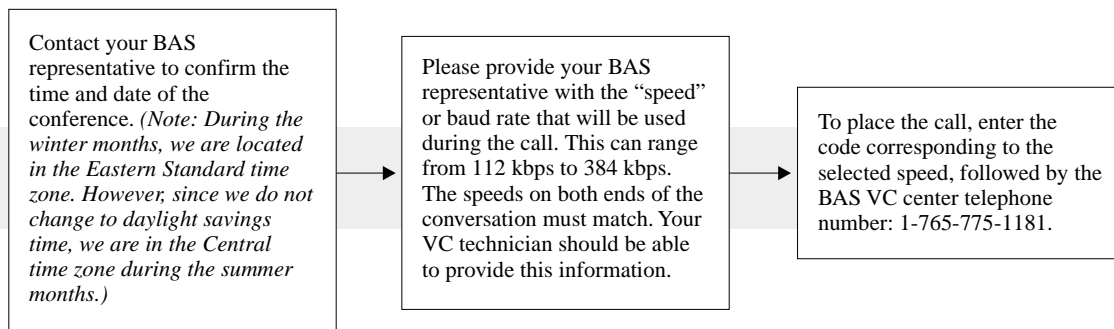 Contact your BAS
representative to confirm the
time and date of the
conference. (Note: During the
winter months, we are located
in the Eastern Standard time
zone. However, since we do not
change to daylight savings
time, we are in the Central
time zone during the summer
months.)
Please provide your BAS
representative with the “speed”
or baud rate that will be used
during the call. This can range
from 112 kbps to 384 kbps.
The speeds on both ends of the
conversation must match. Your
VC technician should be able
to provide this information.
To place the call, enter the
code corresponding to the
selected speed, followed by the
BAS VC center telephone
number: 1-765-775-1181.